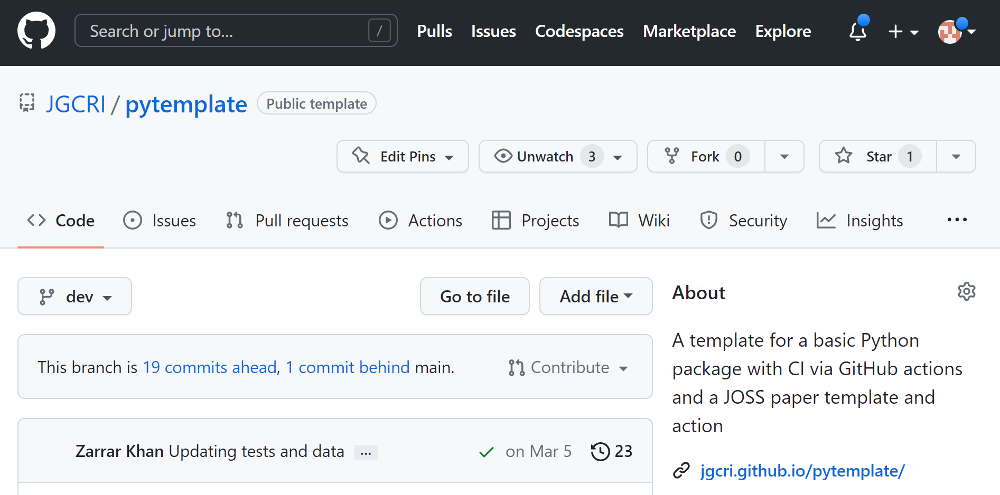 Search or jump to... / Pulls Issues Codespaces Marketplace Explore
JGCRI / pytemplate Public template
Edit Pins Unwatch 3 Fork 0 Star 1
Code Issues Pull requests Actions Projects Wiki Security Insights ...
dev Go to file Add file
This branch is 19 commits ahead, 1 commit behind main. Contribute
Zarrar Khan Updating tests and data ... on Mar 5 23
About
A template for a basic Python
package with CI via GitHub actions
and a JOSS paper template and
action
jgcri.github.io/pytemplate/